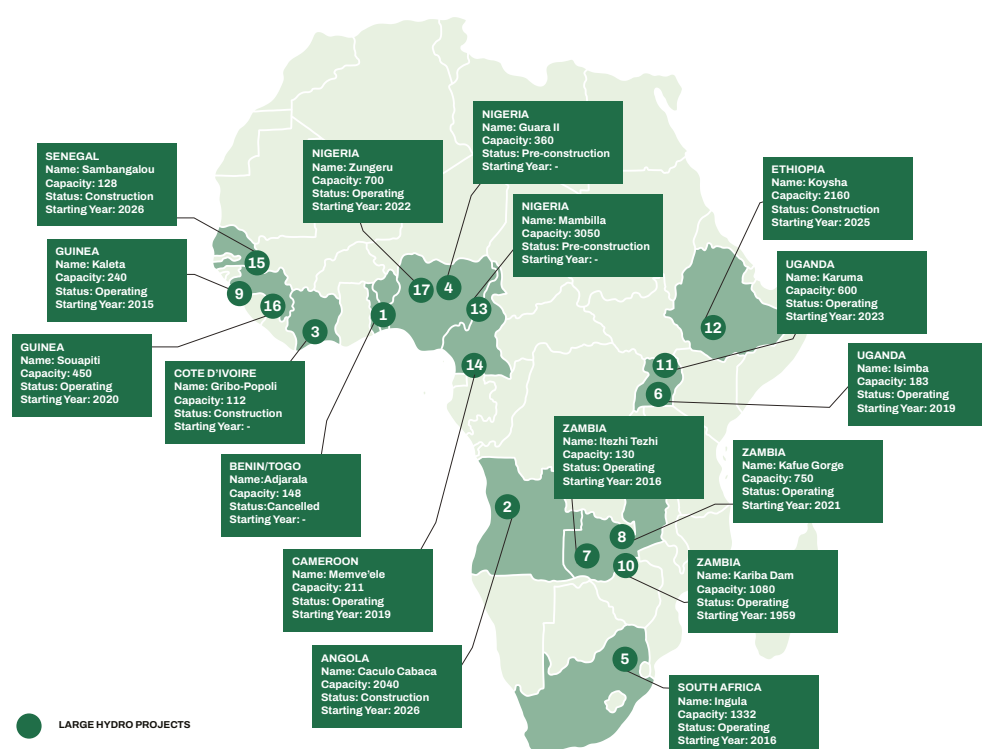 NIGERIA
Name: Guara II
Capacity: 360
Status: Pre-construction
Starting Year: -
SENEGAL
Name: Sambangalou
Capacity: 128
Status: Construction
Starting Year: 2026
NIGERIA
Name: Zungeru
Capacity: 700
Status: Operating
Starting Year: 2022
ETHIOPIA
Name: Koysha
Capacity: 2160
Status: Construction
Starting Year: 2025
NIGERIA
Name: Mambilla
Capacity: 3050
Status: Pre-construction
Starting Year: -
GUINEA
Name: Kaleta
Capacity: 240
Status: Operating
Starting Year: 2015
UGANDA
Name: Karuma
Capacity: 600
Status: Operating
Starting Year: 2023
15
9
16
3
1
17
4
13
14
12
11
6
GUINEA
Name: Souapiti
Capacity: 450
Status: Operating
Starting Year: 2020
UGANDA
Name: Isimba
Capacity: 183
Status: Operating
Starting Year: 2019
COTE D'IVOIRE
Name: Gribo-Popoli
Capacity: 112
Status: Construction
Starting Year: -
ZAMBIA
Name: Itezhi Tezhi
Capacity: 130
Status: Operating
Starting Year: 2016
ZAMBIA
Name: Kafue Gorge
Capacity: 750
Status: Operating
Starting Year: 2021
BENIN/TOGO
Name:Adjarala
Capacity: 148
Status:Cancelled
Starting Year: -
2
8
7
10
CAMEROON
Name: Memve'ele
Capacity: 211
Status: Operating
Starting Year: 2019
ZAMBIA
Name: Kariba Dam
Capacity: 1080
Status: Operating
Starting Year: 1959
ANGOLA
Name: Caculo Cabaca
Capacity: 2040
Status: Construction
Starting Year: 2026
5
SOUTH AFRICA
Name: Ingula
Capacity: 1332
Status: Operating
Starting Year: 2016
LARGE HYDRO PROJECTS